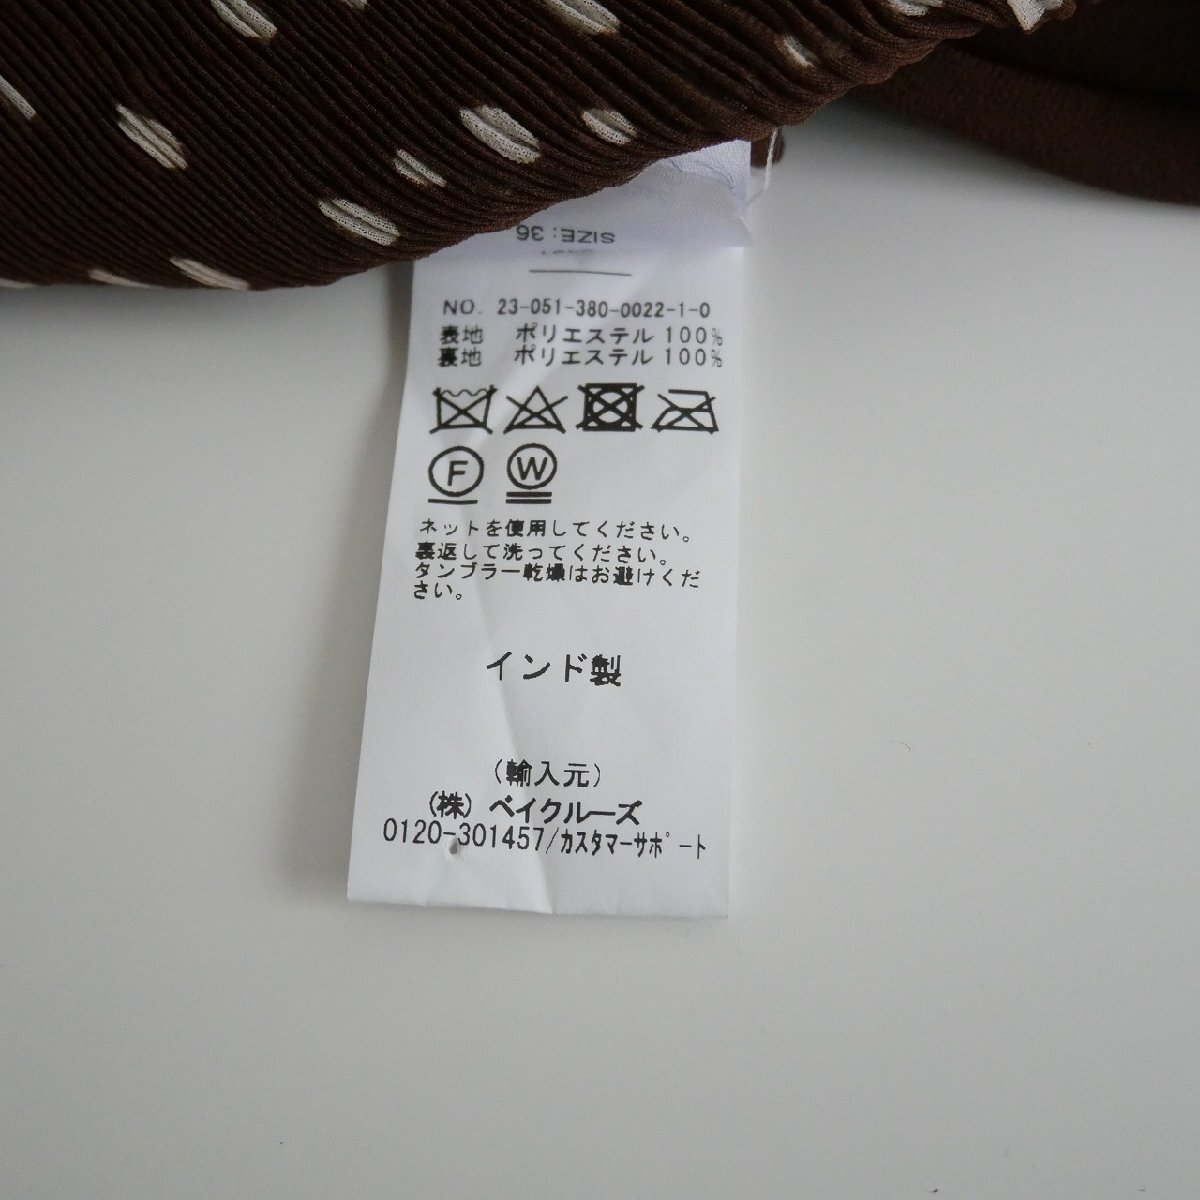 SIZE: 36
NO. 23-051-380-0022-1-0
表地 ポリエステル 100%
裏地 ポリエステル 100%
F W
ネットを使用してください。
裏返して洗ってください。
タンブラー乾燥はお避けくだ
さい。
インド製
(輸入元)
(株) ベイクルーズ
0120-301457/カスタマーサポート